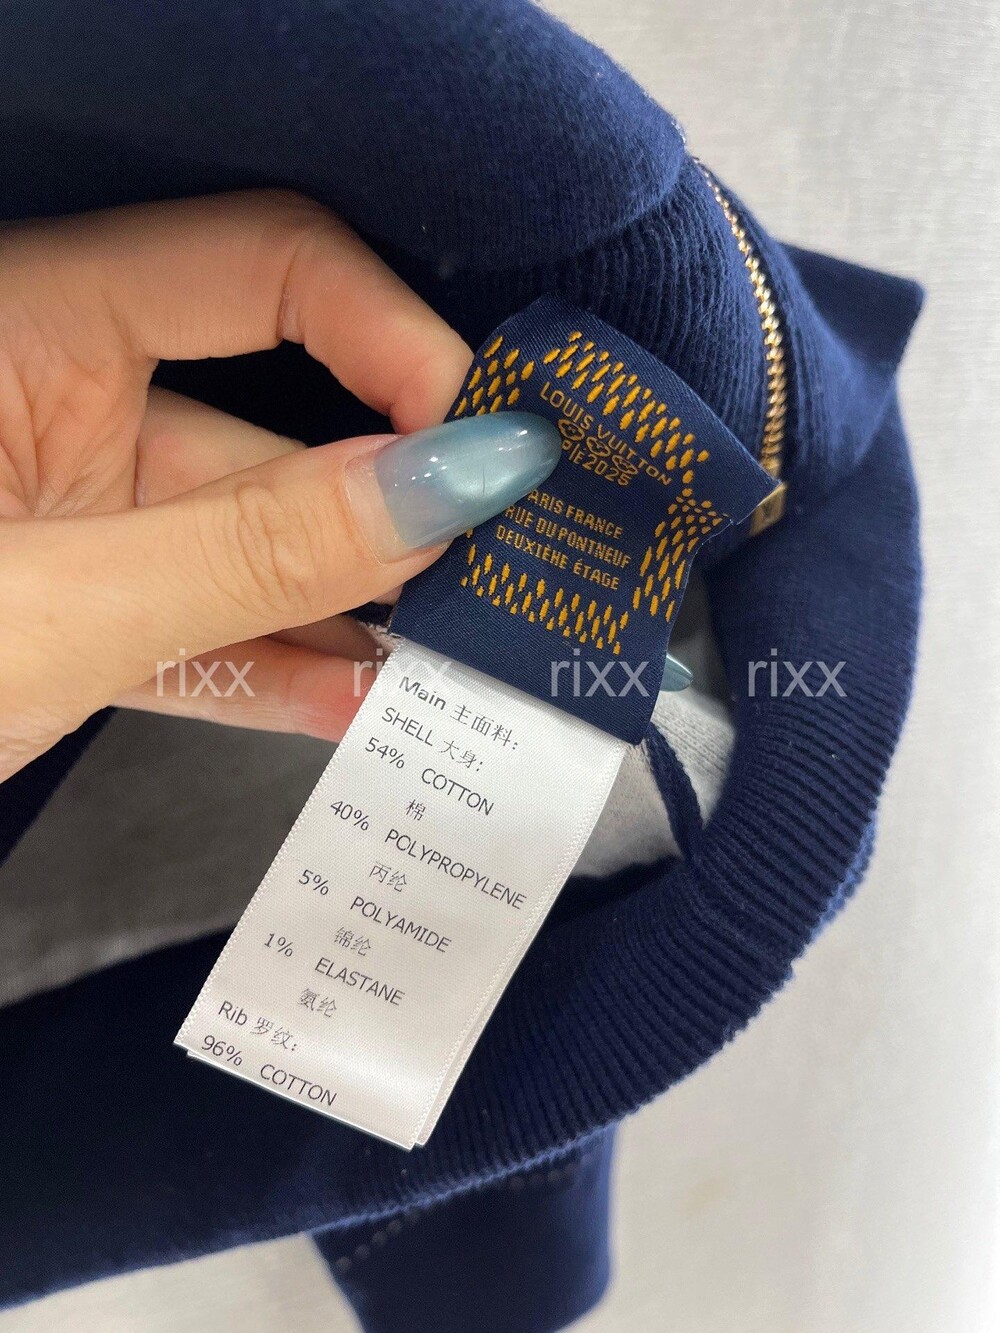 LOUIS VUITTON
2025
PARIS FRANCE
RUE DU PONT NEUF
DEUXIÈME ÉTAGE
rixx rixx rixx rixx
Main 主面料:
SHELL 大身:
54% COTTON
棉
40% POLYPROPYLENE
丙纶
5% POLYAMIDE
锦纶
1% ELASTANE
氨纶
Rib 罗纹:
96% COTTON